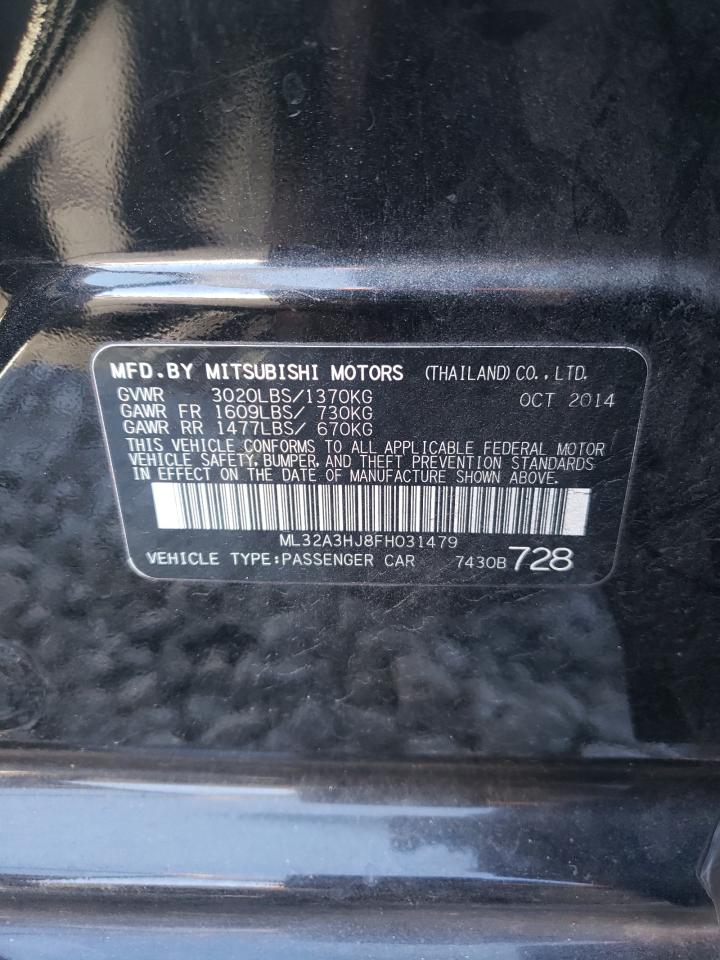 MFD.BY MITSUBISHI MOTORS (THAILAND)CO.,LTD.
GVWR 3020LBS/1370KG OCT 2014
GAWR FR 1609LBS/ 730KG
GAWR RR 1477LBS/ 670KG
THIS VEHICLE CONFORMS TO ALL APPLICABLE FEDERAL MOTOR
VEHICLE SAFETY, BUMPER, AND THEFT PREVENTION STANDARDS
IN EFFECT ON THE DATE OF MANUFACTURE SHOWN ABOVE.
ML32A3HJ8FH031479
VEHICLE TYPE:PASSENGER CAR 7430B 728